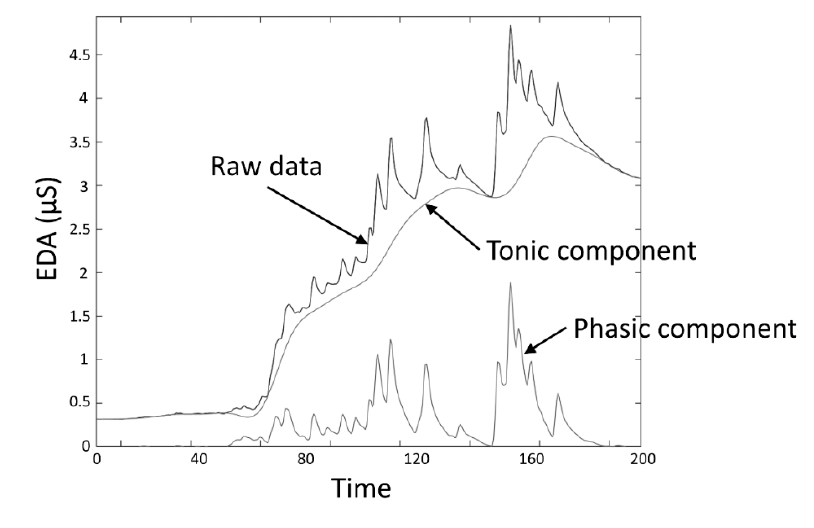 4.5
4
3.5
3
2.5
2
1.5
1
0.5
0
EDA (µS)
Raw data
Tonic component
Phasic component
0 40 80 120 160 200
Time